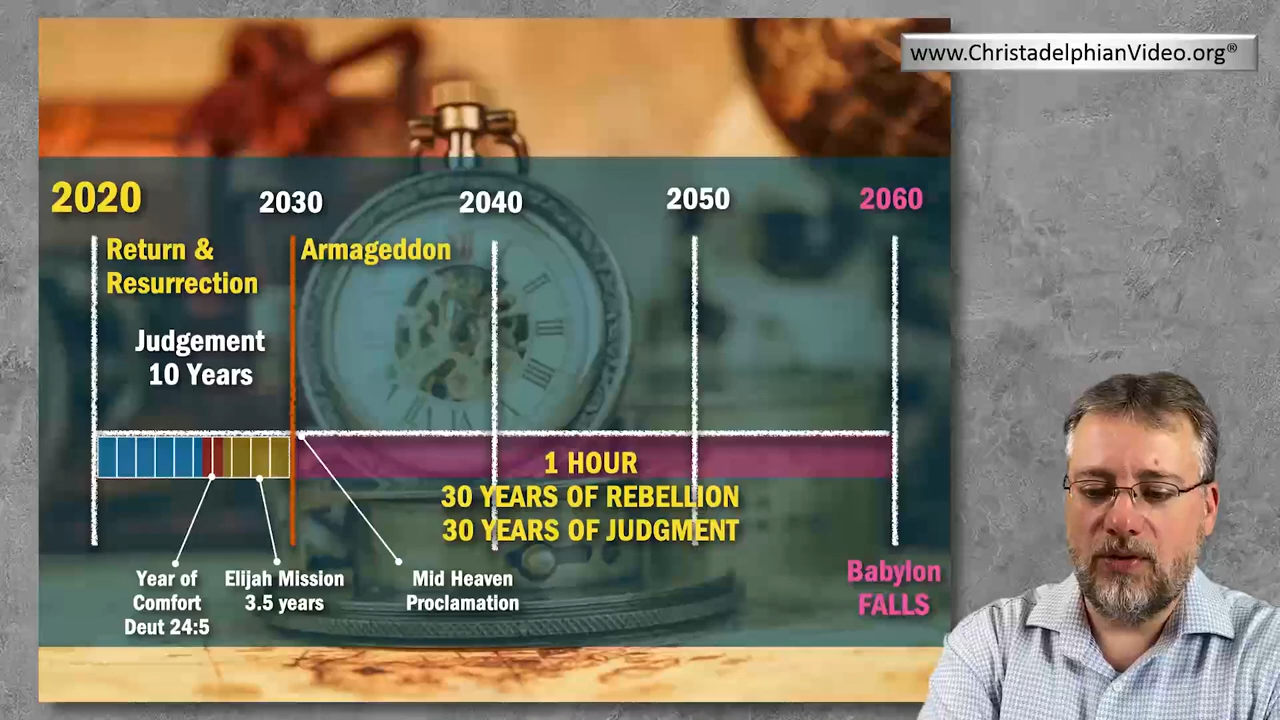 www.ChristadelphianVideo.org®
2020
2030
2040
2050
2060
Return &
Resurrection
Armageddon
Judgement
10 Years
1 HOUR
30 YEARS OF REBELLION
30 YEARS OF JUDGMENT
Year of
Comfort
Deut 24:5
Elijah Mission
3.5 years
Mid Heaven
Proclamation
Babylon
FALLS